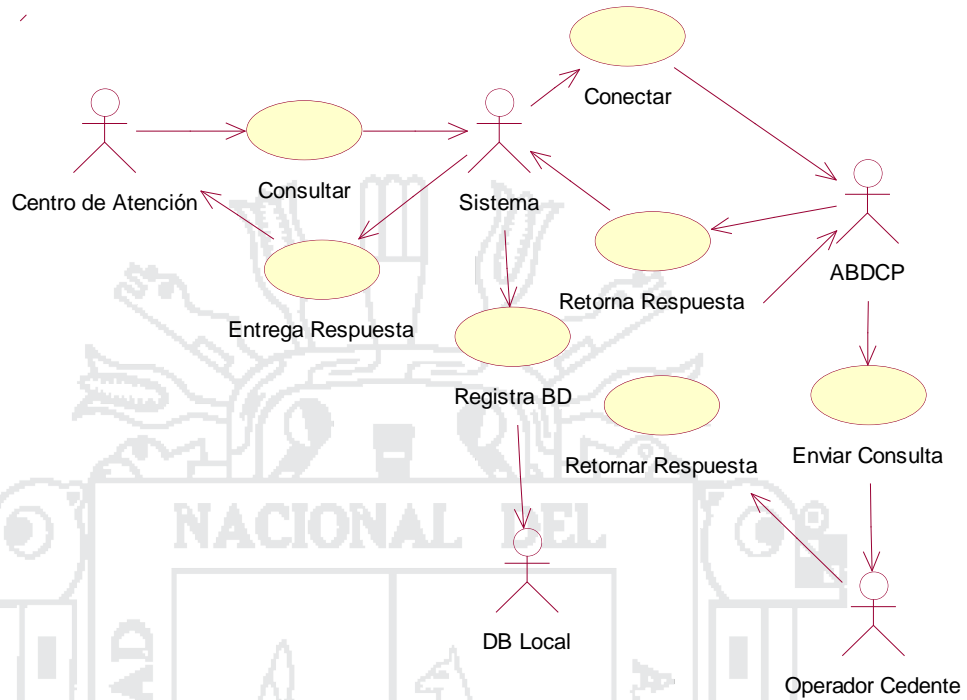 Conectar
Centro de Atención
Consultar
Sistema
ABDCP
Retorna Respuesta
Entrega Respuesta
Registra BD
Retornar Respuesta
Enviar Consulta
NACIONAL DEL
DB Local
AD
A
Operador Cedente